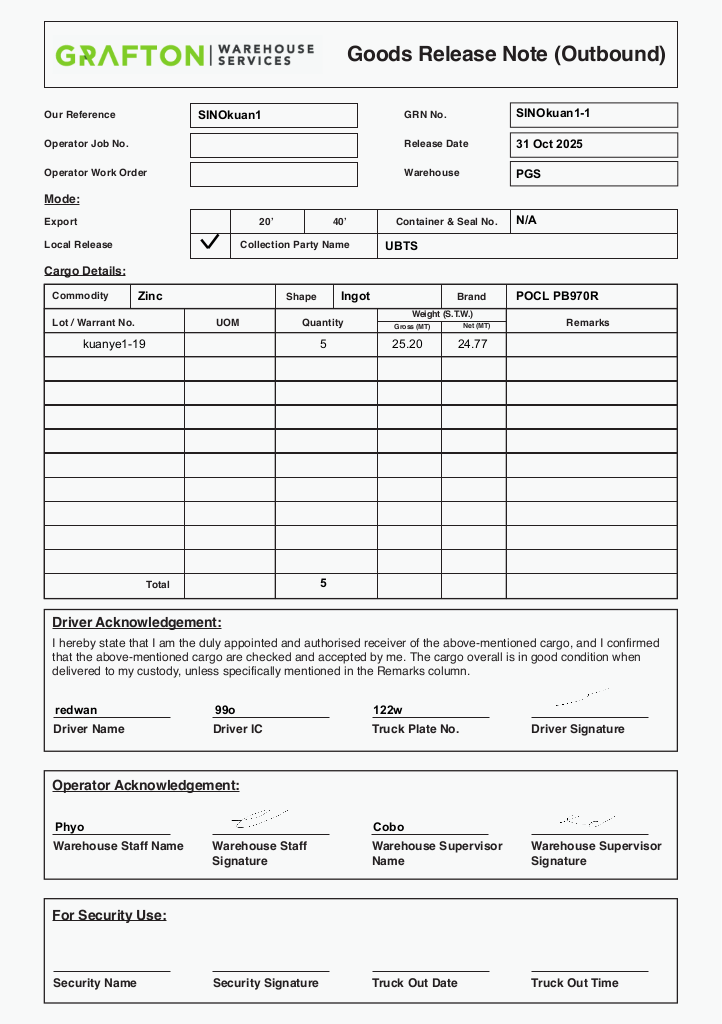 GRAFTON | WAREHOUSE SERVICES
Goods Release Note (Outbound)
Our Reference SINOkuan1 GRN No. SINOkuan1-1
Operator Job No. Release Date 31 Oct 2025
Operator Work Order Warehouse PGS
Mode:
Export 20' 40' Container & Seal No. N/A
Local Release ✓ Collection Party Name UBTS
Cargo Details:
Commodity Zinc Shape Ingot Brand POCL PB970R
Lot / Warrant No. UOM Quantity Weight (S.T.W.) Remarks
Gross (MT) Net (MT)
kuanye1-19 5 25.20 24.77
Total 5
Driver Acknowledgement:
I hereby state that I am the duly appointed and authorised receiver of the above-mentioned cargo, and I confirmed
that the above-mentioned cargo are checked and accepted by me. The cargo overall is in good condition when
delivered to my custody, unless specifically mentioned in the Remarks column.
redwan 99o 122w
Driver Name Driver IC Truck Plate No. Driver Signature
Operator Acknowledgement:
Phyo Cobo
Warehouse Staff Name Warehouse Staff Signature Warehouse Supervisor Name Warehouse Supervisor Signature
For Security Use:
Security Name Security Signature Truck Out Date Truck Out Time